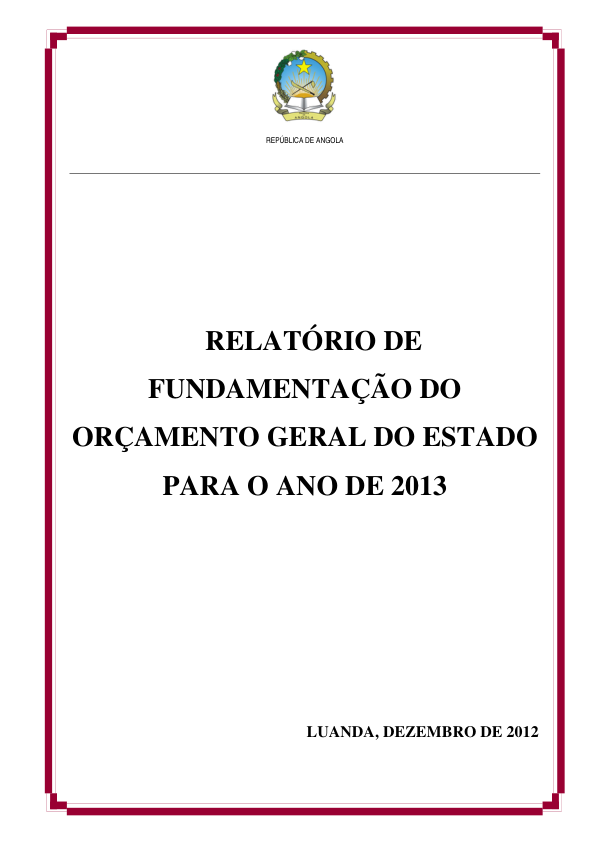 REPÚBLICA DE ANGOLA
RELATÓRIO DE
FUNDAMENTAÇÃO DO
ORÇAMENTO GERAL DO ESTADO
PARA O ANO DE 2013
LUANDA, DEZEMBRO DE 2012